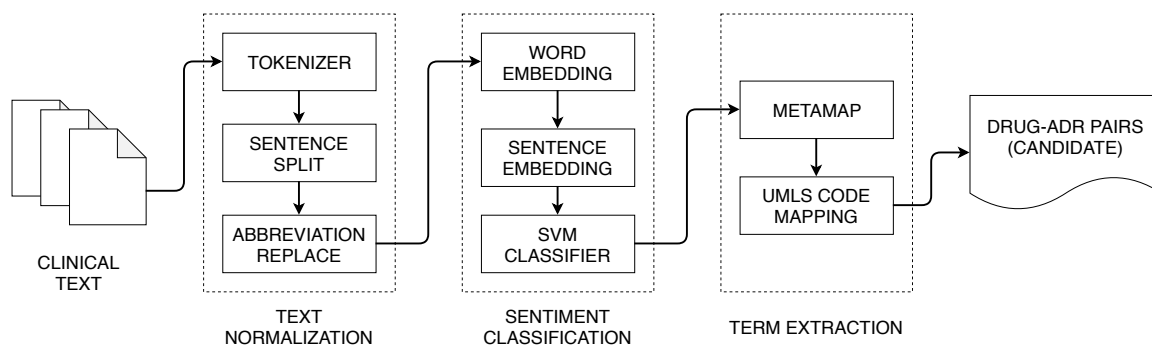 CLINICAL
TEXT
TOKENIZER
SENTENCE
SPLIT
ABBREVIATION
REPLACE
TEXT
NORMALIZATION
WORD
EMBEDDING
SENTENCE
EMBEDDING
SVM
CLASSIFIER
SENTIMENT
CLASSIFICATION
METAMAP
UMLS CODE
MAPPING
TERM EXTRACTION
DRUG-ADR PAIRS
(CANDIDATE)